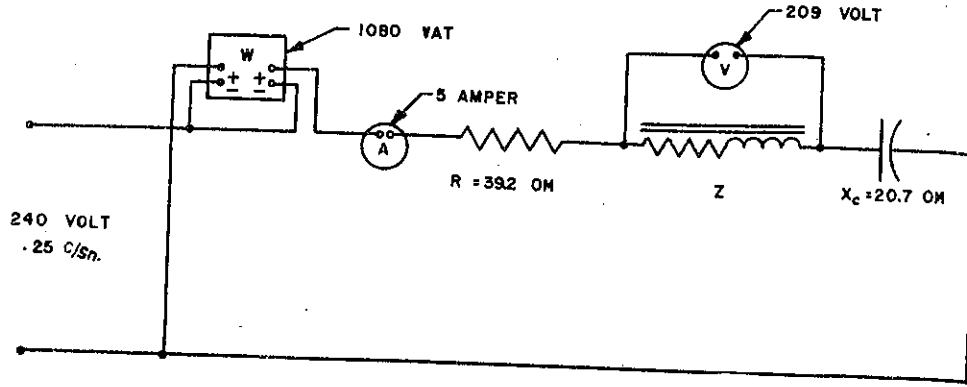 1080 VAT
209 VOLT
W
+ +
- -
V
5 AMPER
A
R = 39.2 OM
Z
Xc = 20.7 OM
240 VOLT
.25 C/Sn.